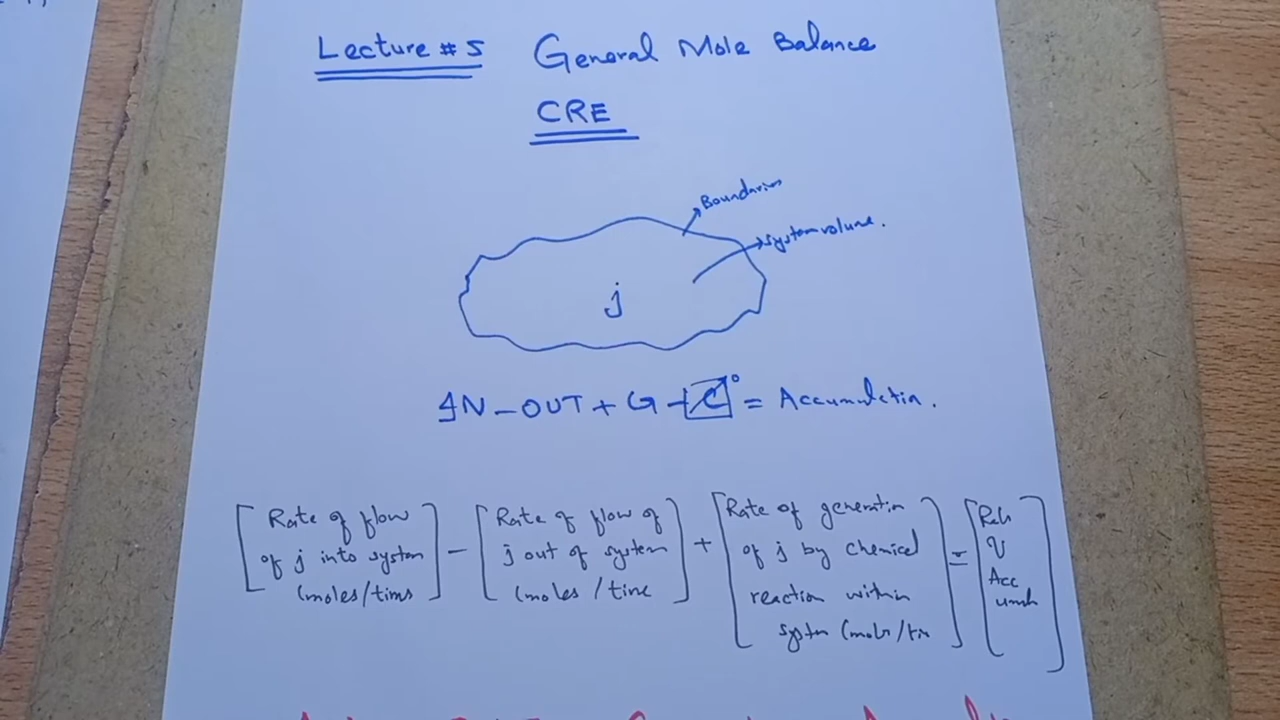 Lecture # 5 General Mole Balance
CRE
Boundaries
System volume.
j
IN - OUT + G - C° = Accumulation.
[Rate of flow of j into system (moles/time] - [Rate of flow of j out of system (moles/time] + [Rate of generation of j by chemical reaction within system (moles/tim] = [Rate
Acc